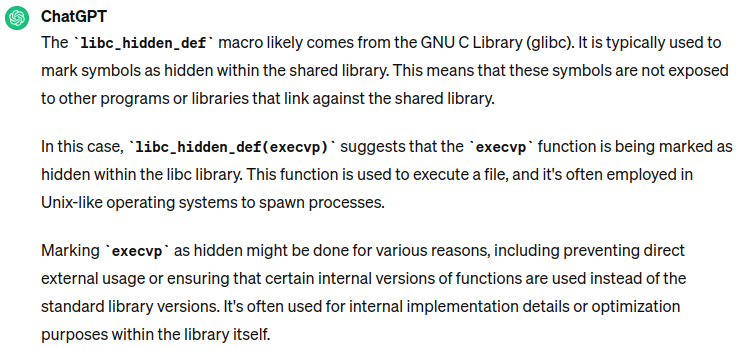 ChatGPT
The `libc_hidden_def` macro likely comes from the GNU C Library (glibc). It is typically used to
mark symbols as hidden within the shared library. This means that these symbols are not exposed
to other programs or libraries that link against the shared library.
In this case, `libc_hidden_def(execvp)` suggests that the `execvp` function is being marked as
hidden within the libc library. This function is used to execute a file, and it's often employed in
Unix-like operating systems to spawn processes.
Marking `execvp` as hidden might be done for various reasons, including preventing direct
external usage or ensuring that certain internal versions of functions are used instead of the
standard library versions. It's often used for internal implementation details or optimization
purposes within the library itself.